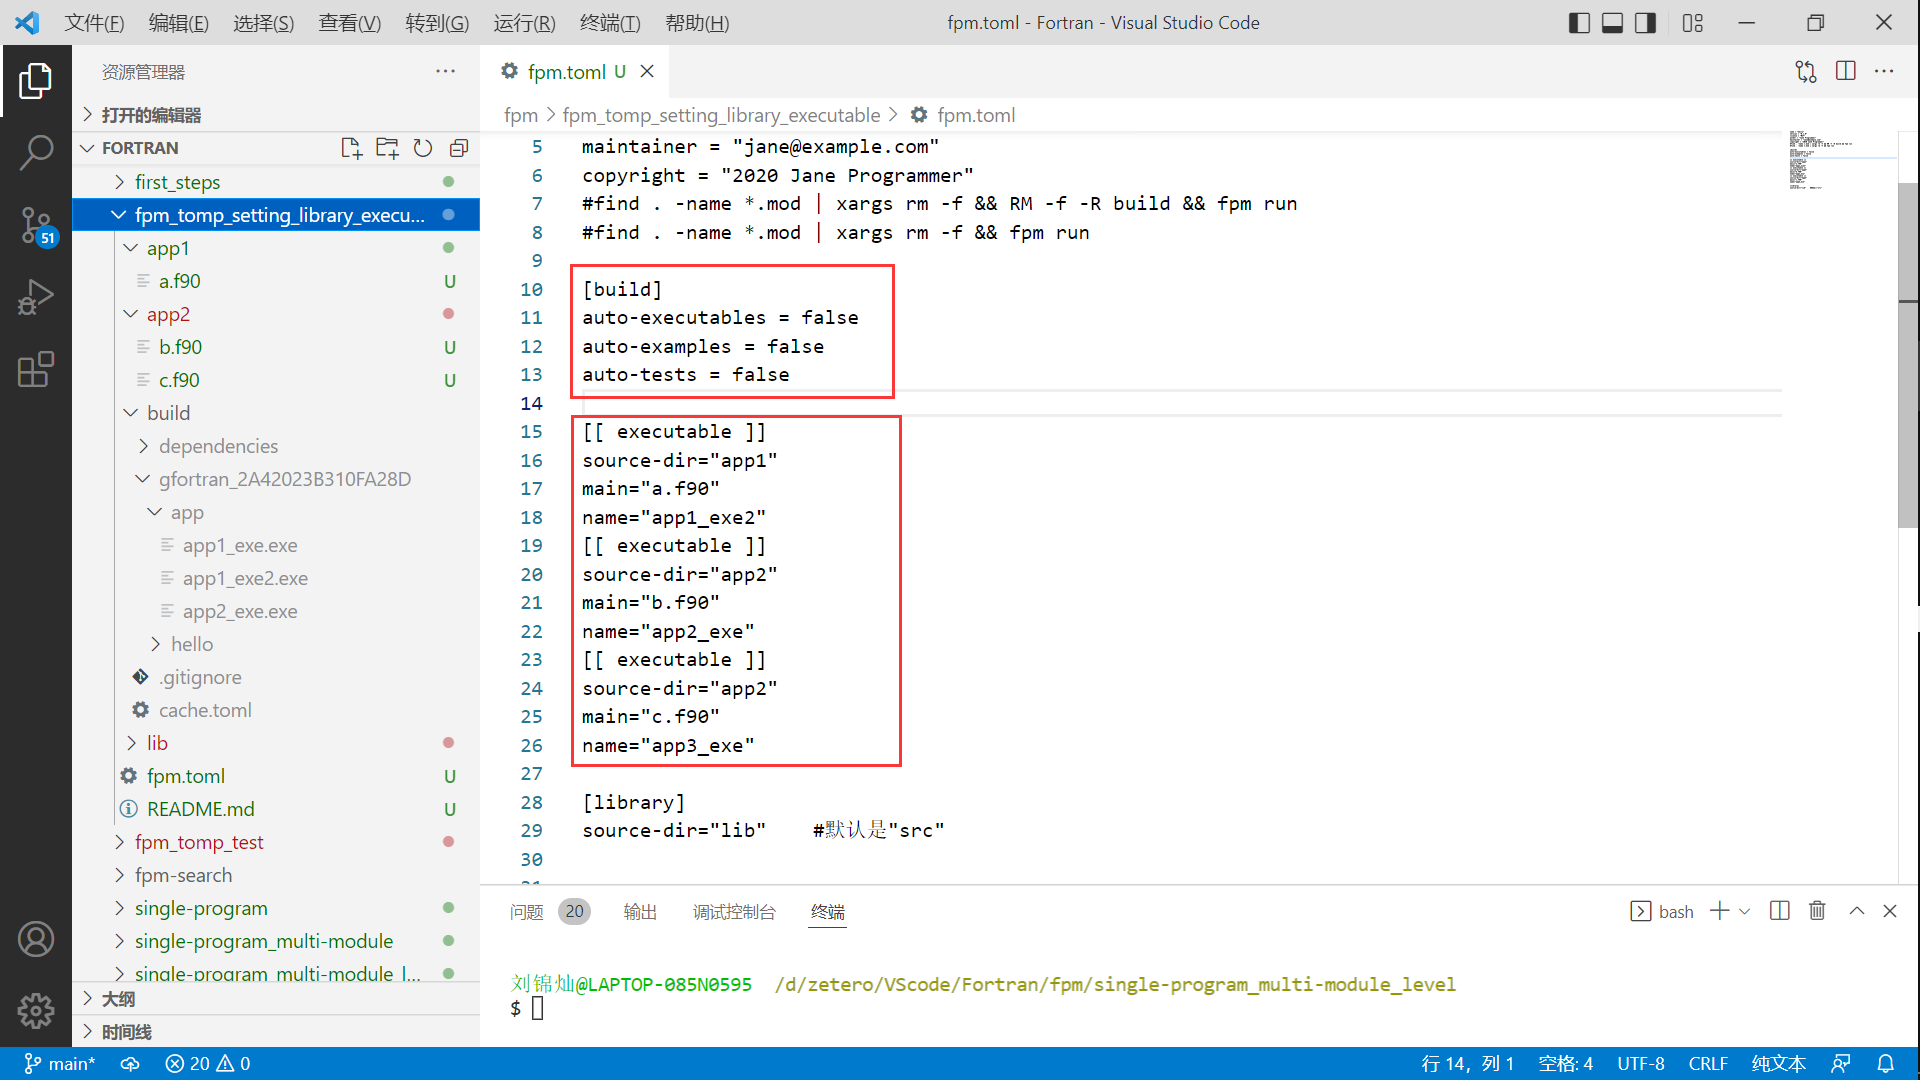 文件(F) 编辑(E) 选择(S) 查看(V) 转到(G) 运行(R) 终端(T) 帮助(H) fpm.toml - Fortran - Visual Studio Code
资源管理器
打开的编辑器
FORTRAN
first_steps
fpm_tomp_setting_library_execu...
app1
a.f90 U
app2
b.f90 U
c.f90 U
build
dependencies
gfortran_2A42023B310FA28D
app
app1_exe.exe
app1_exe2.exe
app2_exe.exe
hello
.gitignore
cache.toml
lib
fpm.toml U
README.md U
fpm_tomp_test
fpm-search
single-program
single-program_multi-module
single-program_multi-module_l...
大纲
时间线
51
fpm.toml U
fpm > fpm_tomp_setting_library_executable > fpm.toml
5 maintainer = "jane@example.com"
6 copyright = "2020 Jane Programmer"
7 #find . -name *.mod | xargs rm -f && RM -f -R build && fpm run
8 #find . -name *.mod | xargs rm -f && fpm run
9
10 [build]
11 auto-executables = false
12 auto-examples = false
13 auto-tests = false
14
15 [[ executable ]]
16 source-dir="app1"
17 main="a.f90"
18 name="app1_exe2"
19 [[ executable ]]
20 source-dir="app2"
21 main="b.f90"
22 name="app2_exe"
23 [[ executable ]]
24 source-dir="app2"
25 main="c.f90"
26 name="app3_exe"
27
28 [library]
29 source-dir="lib" #默认是"src"
30
问题 20 输出 调试控制台 终端 bash
刘锦灿@LAPTOP-085N0595 /d/zetero/VScode/Fortran/fpm/single-program_multi-module_level
$
main* 20 0 行 14，列 1 空格: 4 UTF-8 CRLF 纯文本